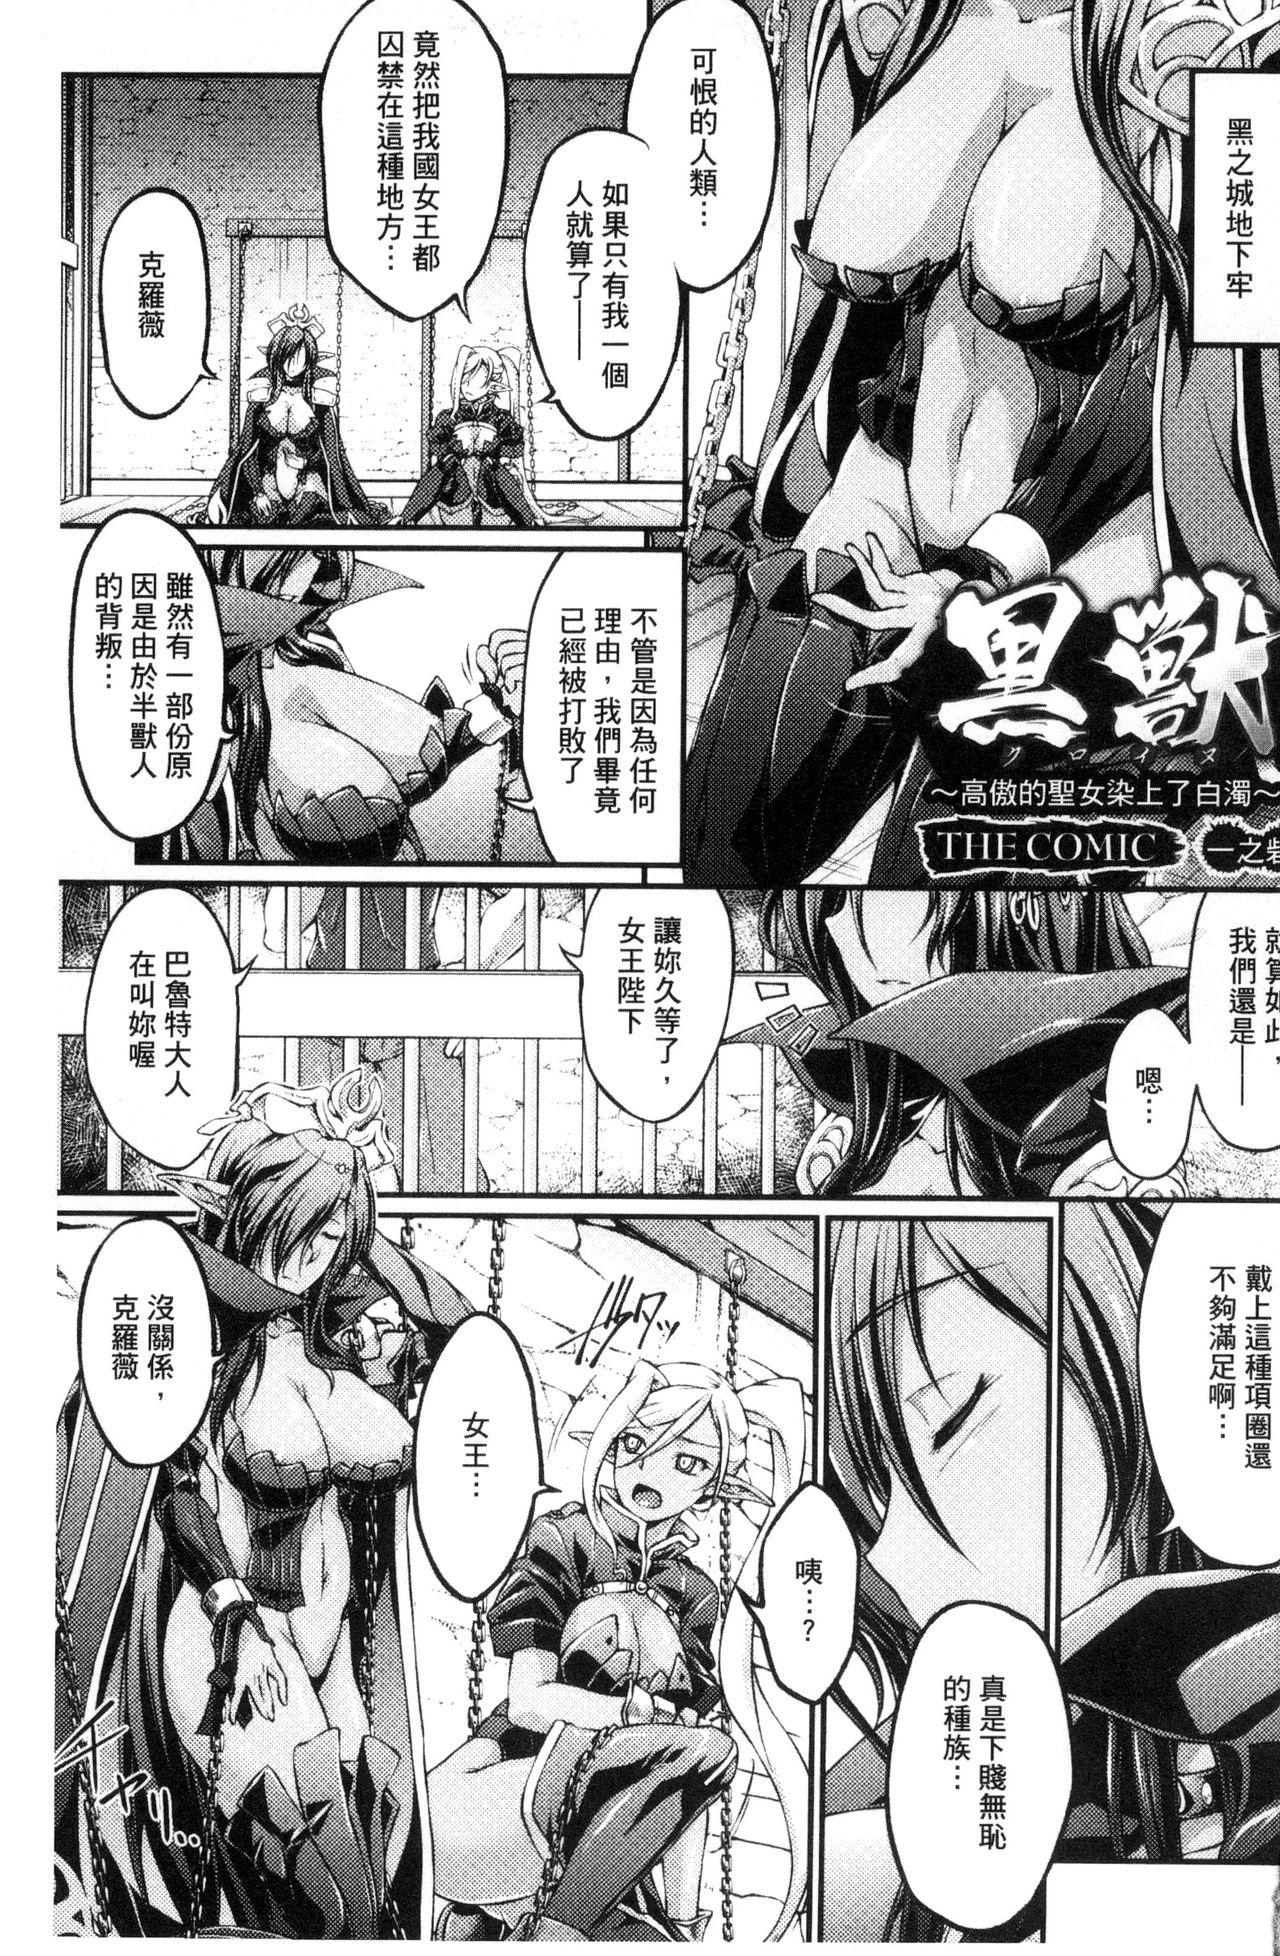 黑之城地下牢
可恨的人類…
如果只有我一個
人就算了——
竟然把我國女王都
囚禁在這種地方…
克羅薇
黑獸
クロイヌ
～高傲的聖女染上了白濁～
THE COMIC
一之
不管是因為任何
理由，我們畢竟
已經被打敗了
雖然有一部份原
因是由於半獸人
的背叛…
就算如此，
我們還是——
嗯…
讓妳久等了，
女王陛下
巴魯特大人
在叫妳喔
戴上這種項圈還
不夠滿足啊…
真是下賤無恥
的種族…
咦…?
女王…
沒關係，
克羅薇